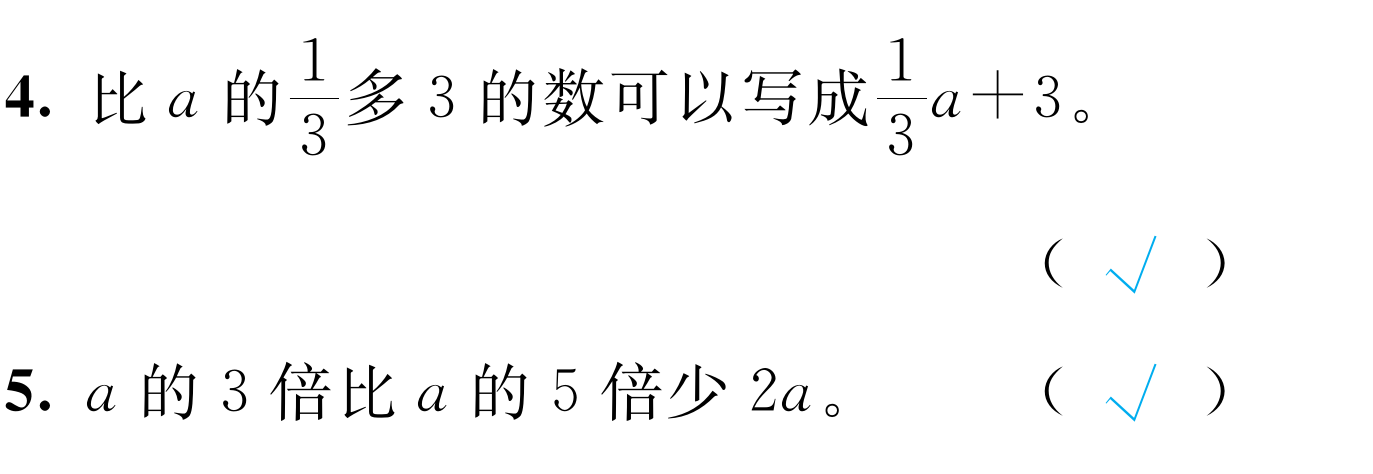 4. 比 a 的 1/3 多 3 的数可以写成 1/3 a+3。
( √ )
5. a 的 3 倍比 a 的 5 倍少 2a。 ( √ )